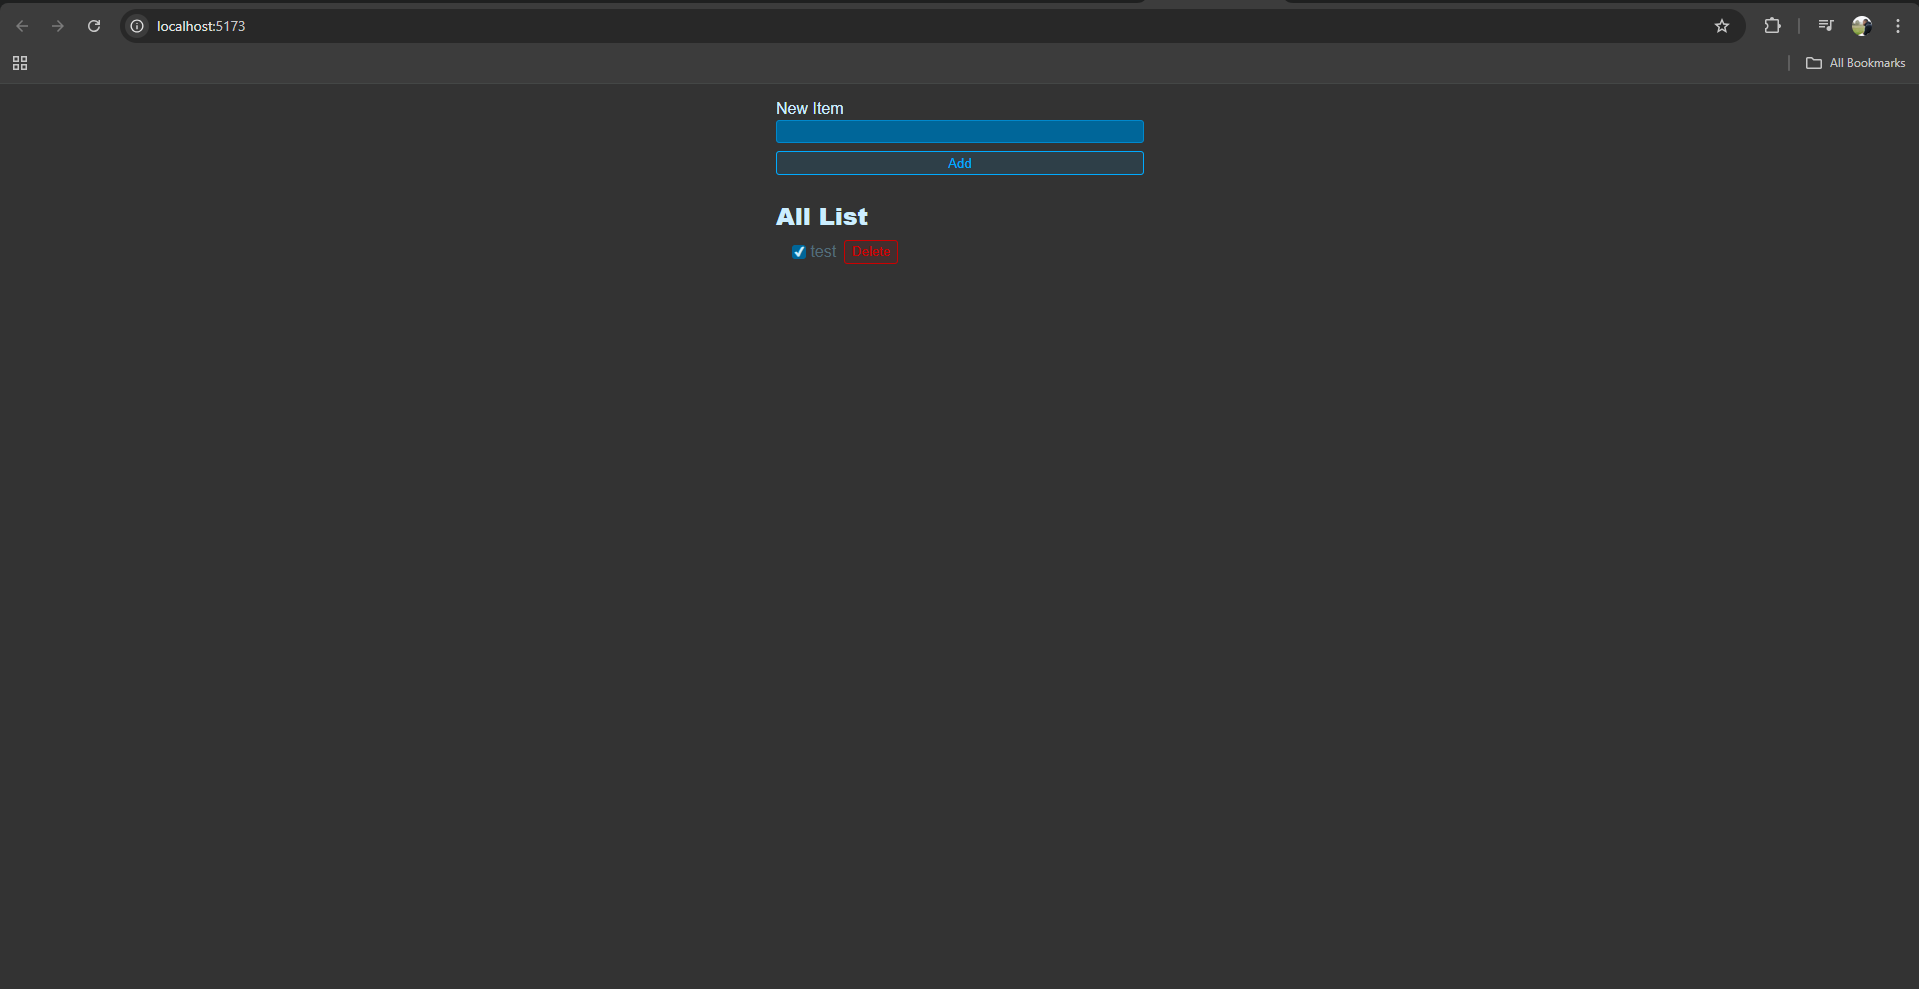 localhost:5173
All Bookmarks
New Item
Add
All List
test Delete